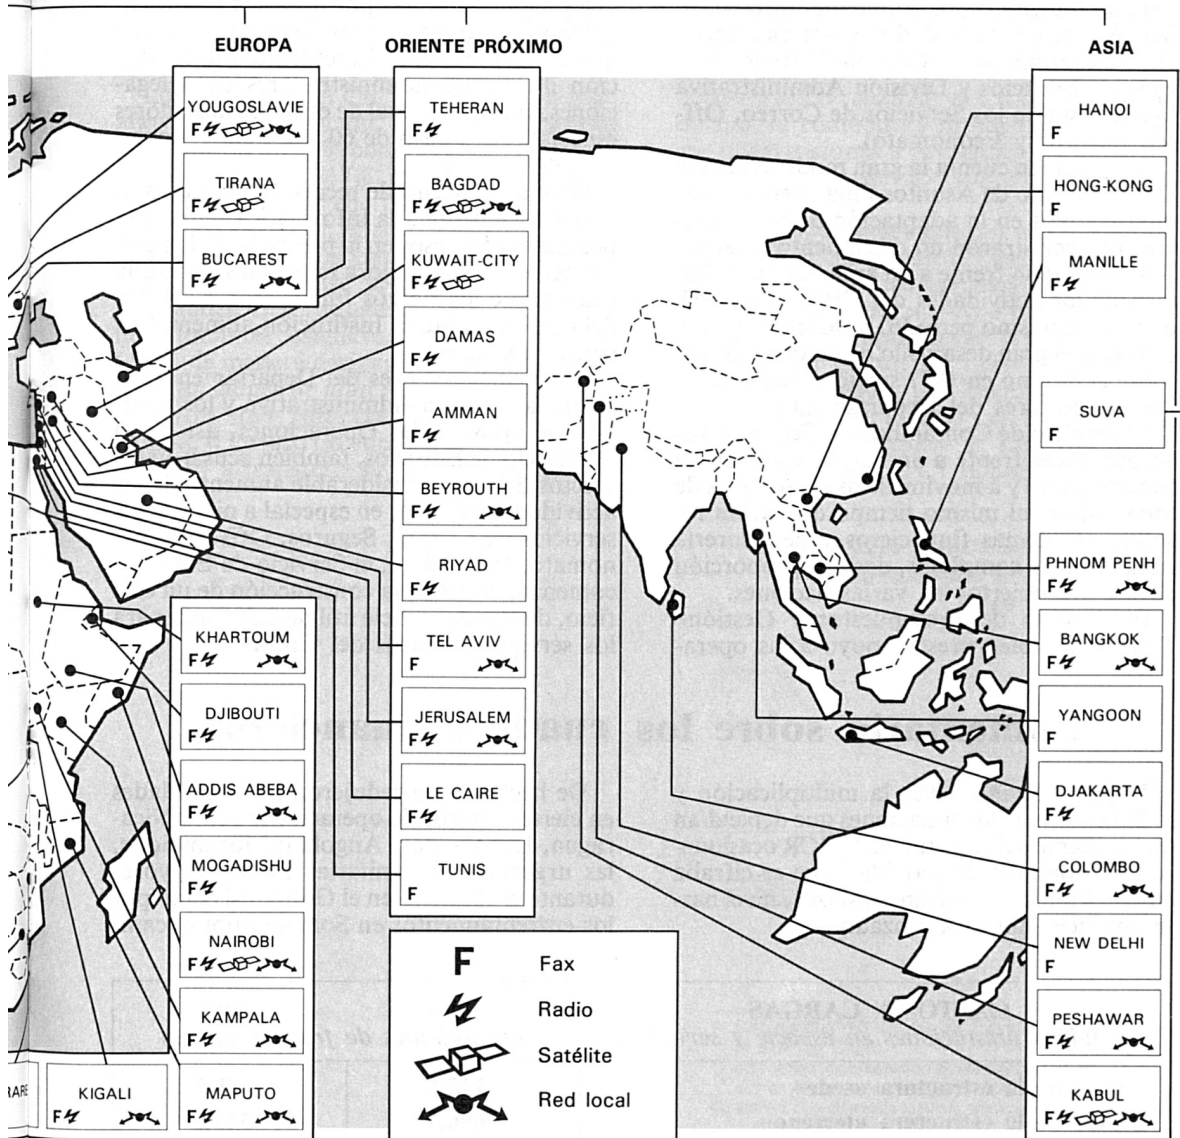 EUROPA
YOUGOSLAVIE
F
TIRANA
F
BUCAREST
F
KHARTOUM
F
DJIBOUTI
F
ADDIS ABEBA
F
MOGADISHU
F
NAIROBI
F
KAMPALA
F
MAPUTO
F
KIGALI
F
RARE
ORIENTE PRÓXIMO
TEHERAN
F
BAGDAD
F
KUWAIT-CITY
F
DAMAS
F
AMMAN
F
BEYROUTH
F
RIYAD
F
TEL AVIV
F
JERUSALEM
F
LE CAIRE
F
TUNIS
F
F Fax
Radio
Satélite
Red local
ASIA
HANOI
F
HONG-KONG
F
MANILLE
F
SUVA
F
PHNOM PENH
F
BANGKOK
F
YANGOON
F
DJAKARTA
F
COLOMBO
F
NEW DELHI
F
PESHAWAR
F
KABUL
F